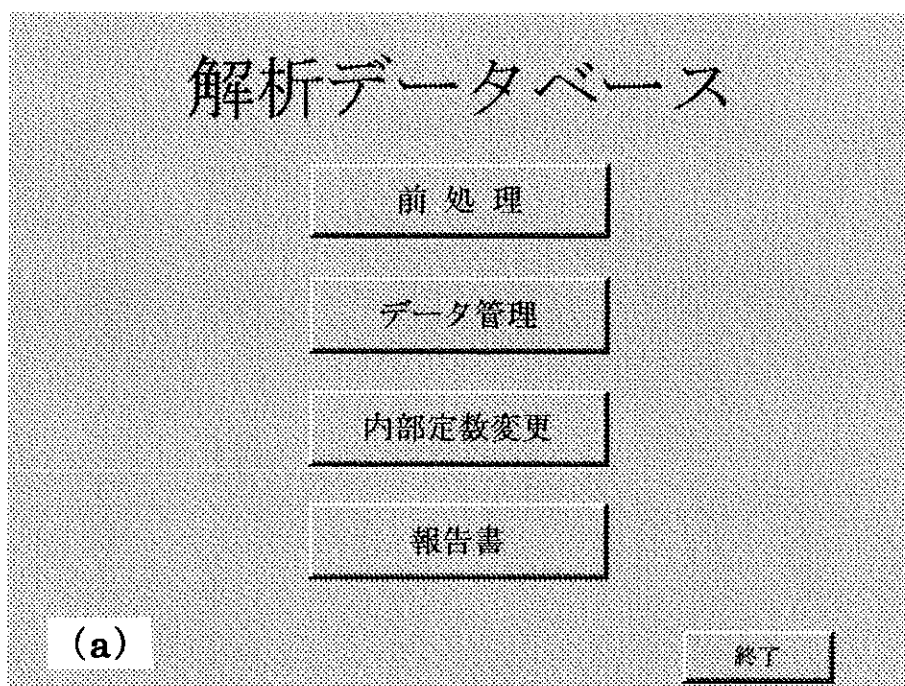 解析データベース
前 処 理
データ管理
内部定数変更
報告書
(a)
終了